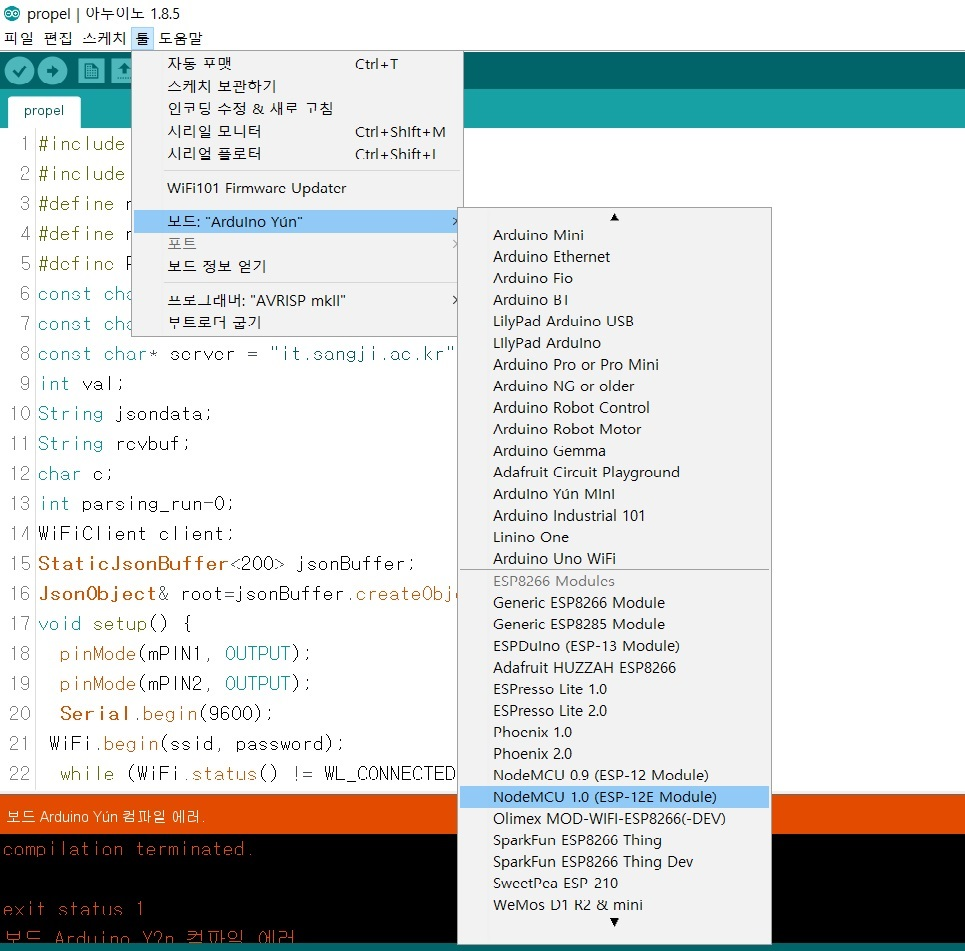 propel | 아두이노 1.8.5
파일 편집 스케치 툴 도움말
propel
자동 포맷 Ctrl+T
스케치 보관하기
인코딩 수정 & 새로 고침
시리얼 모니터 Ctrl+Shift+M
시리얼 플로터 Ctrl+Shift+L
WiFi101 Firmware Updater
보드: "Arduino Yún"
포트
보드 정보 얻기
프로그래머: "AVRISP mkII"
부트로더 굽기
Arduino Mini
Arduino Ethernet
Arduino Fio
Arduino BT
LilyPad Arduino USB
LilyPad Arduino
Arduino Pro or Pro Mini
Arduino NG or older
Arduino Robot Control
Arduino Robot Motor
Arduino Gemma
Adafruit Circuit Playground
Arduino Yún Mini
Arduino Industrial 101
Linino One
Arduino Uno WiFi
ESP8266 Modules
Generic ESP8266 Module
Generic ESP8285 Module
ESPDuino (ESP-13 Module)
Adafruit HUZZAH ESP8266
ESPresso Lite 1.0
ESPresso Lite 2.0
Phoenix 1.0
Phoenix 2.0
NodeMCU 0.9 (ESP-12 Module)
NodeMCU 1.0 (ESP-12E Module)
Olimex MOD-WIFI-ESP8266(-DEV)
SparkFun ESP8266 Thing
SparkFun ESP8266 Thing Dev
SweetPea ESP-210
WeMos D1 R2 & mini
1 #include
2 #include
3 #define
4 #define
5 #define
6 const cha
7 const cha
8 const char* server = "it.sangji.ac.kr"
9 int val;
10 String jsondata;
11 String rcvbuf;
12 char c;
13 int parsing_run=0;
14 WiFiClient client;
15 StaticJsonBuffer<200> jsonBuffer;
16 JsonObject& root=jsonBuffer.createObj
17 void setup() {
18 pinMode(mPIN1, OUTPUT);
19 pinMode(mPIN2, OUTPUT);
20 Serial.begin(9600);
21 WiFi.begin(ssid, password);
22 while (WiFi.status() != WL_CONNECTED
보드 Arduino Yún 컴파일 에러.
compilation terminated.
exit status 1
보드 Arduino Y?n 컴파일 에러